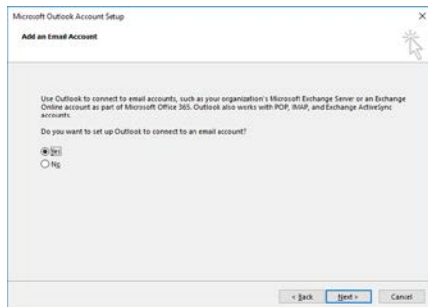 Microsoft Outlook Account Setup
Add an Email Account
Use Outlook to connect to email accounts, such as your organization's Microsoft Exchange Server or an Exchange
Online account as part of Microsoft Office 365. Outlook also works with POP, IMAP, and Exchange ActiveSync
accounts.
Do you want to set up Outlook to connect to an email account?
Yes
No
< Back
Next >
Cancel